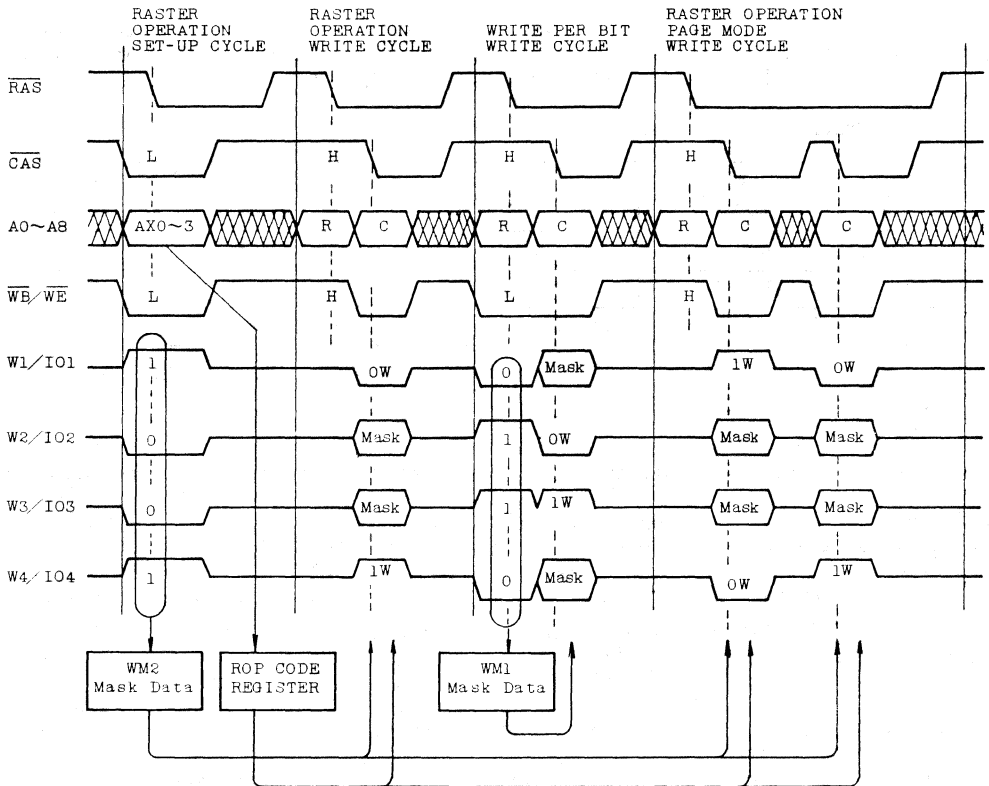 RASTER
OPERATION
SET-UP CYCLE
RASTER
OPERATION
WRITE CYCLE
WRITE PER BIT
WRITE CYCLE
RASTER OPERATION
PAGE MODE
WRITE CYCLE
RAS
CAS
L
H
H
H
A0~A8
AX0~3
R
C
R
C
R
C
C
WB/WE
L
H
L
H
W1/IO1
1
0W
0
Mask
1W
0W
W2/IO2
0
Mask
1
0W
Mask
Mask
W3/IO3
0
Mask
1
1W
Mask
Mask
W4/IO4
1
1W
0
Mask
0W
1W
WM2
Mask Data
ROP CODE
REGISTER
WM1
Mask Data